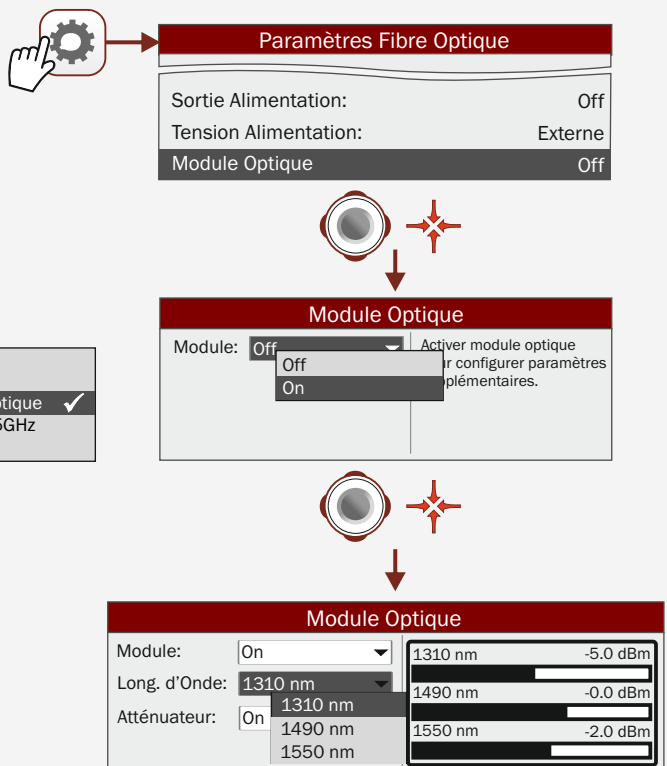 Paramètres Fibre Optique
Sortie Alimentation: Off
Tension Alimentation: Externe
Module Optique Off
Module Optique
Module: Off
Off
On
Activer module optique
configurer paramètres
Module Optique
Module: On
Long. d'Onde: 1310 nm
1310 nm
1490 nm
1550 nm
Atténuateur: On
1310 nm -5.0 dBm
1490 nm -0.0 dBm
1550 nm -2.0 dBm